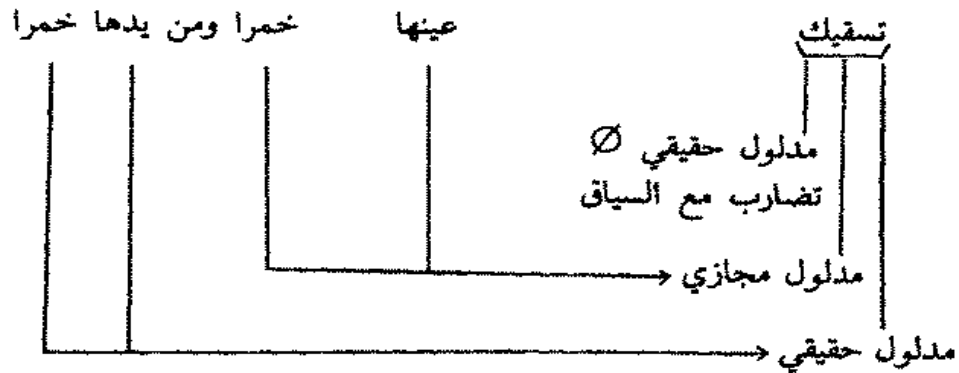 تسقيك عينها خمرا ومن يدها خمرا
مدلول حقيقي Ø
تضارب مع السياق
مدلول مجازي
مدلول حقيقي